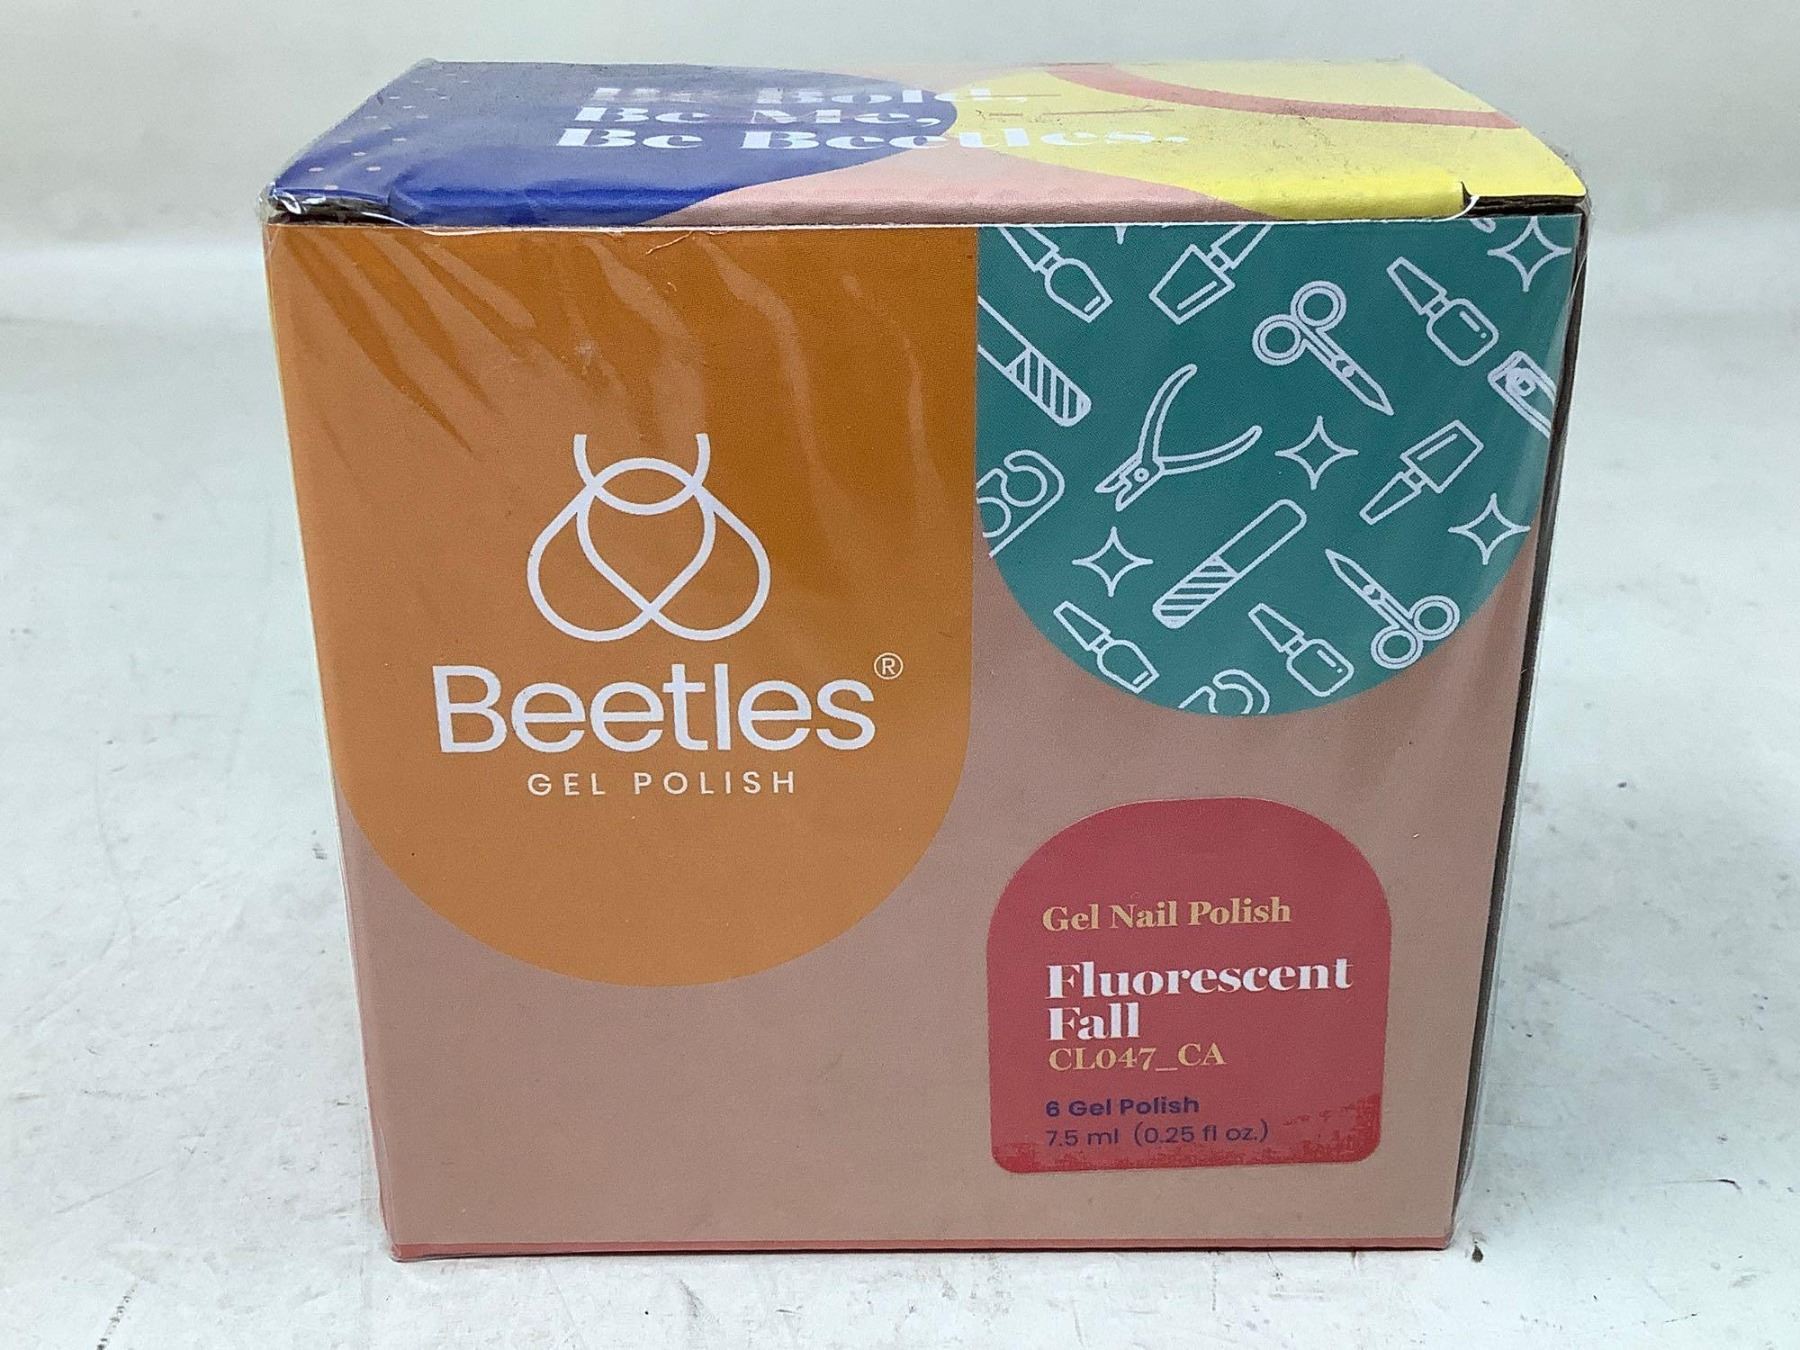 Be Bold,
Be Me,
Be Beetles.
Beetles®
GEL POLISH
Gel Nail Polish
Fluorescent
Fall
CL047_CA
6 Gel Polish
7.5 ml (0.25 fl oz.)